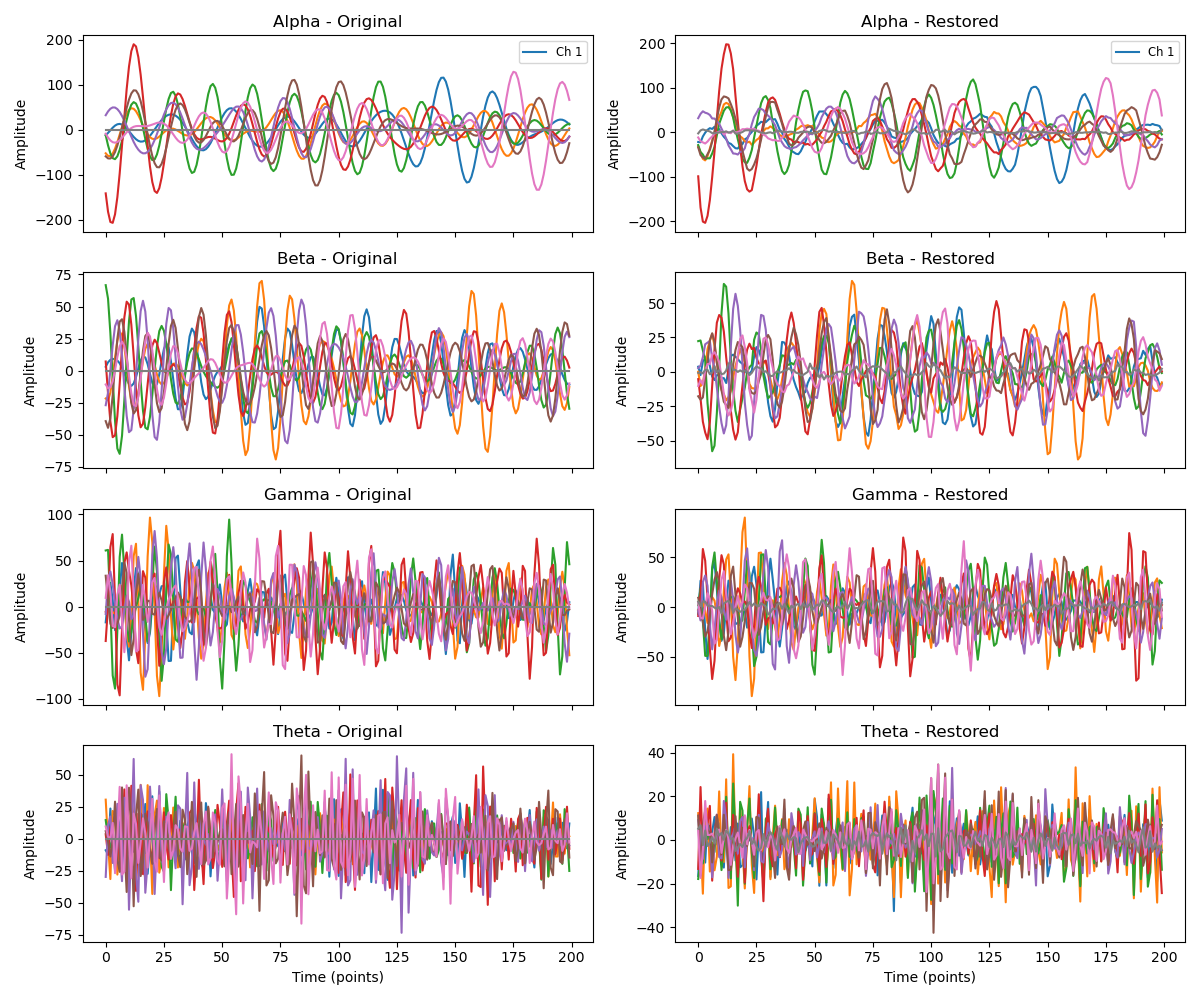 Alpha - Original
Amplitude
200
100
0
−100
−200
Ch 1
Alpha - Restored
Amplitude
200
100
0
−100
−200
Ch 1
Beta - Original
Amplitude
75
50
25
0
−25
−50
−75
Beta - Restored
Amplitude
50
25
0
−25
−50
Gamma - Original
Amplitude
100
50
0
−50
−100
Gamma - Restored
Amplitude
50
0
−50
Theta - Original
Amplitude
50
25
0
−25
−50
−75
0 25 50 75 100 125 150 175 200
Time (points)
Theta - Restored
Amplitude
40
20
0
−20
−40
0 25 50 75 100 125 150 175 200
Time (points)